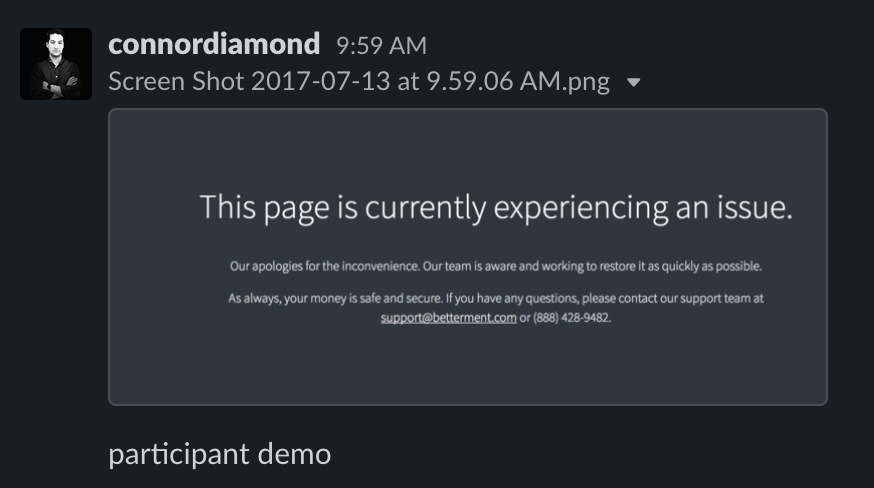 connordiamond 9:59 AM
Screen Shot 2017-07-13 at 9.59.06 AM.png
This page is currently experiencing an issue.
Our apologies for the inconvenience. Our team is aware and working to restore it as quickly as possible.
As always, your money is safe and secure. If you have any questions, please contact our support team at
support@betterment.com or (888) 428-9482.
participant demo